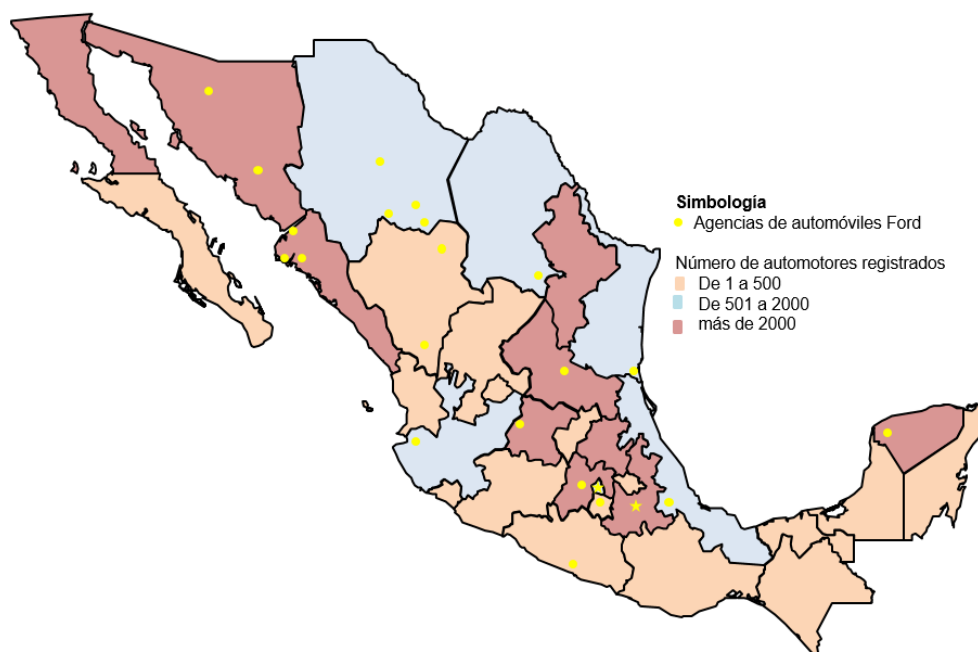 Simbología
Agencias de automóviles Ford
Número de automotores registrados
De 1 a 500
De 501 a 2000
más de 2000